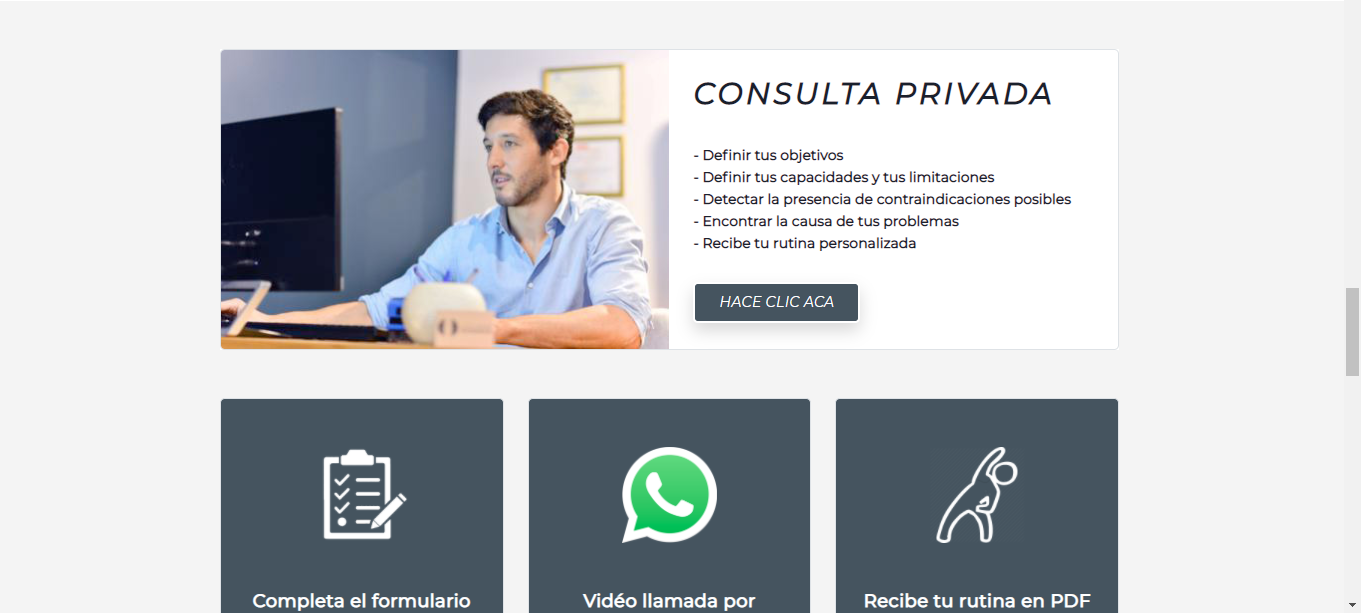 CONSULTA PRIVADA
- Definir tus objetivos
- Definir tus capacidades y tus limitaciones
- Detectar la presencia de contraindicaciones posibles
- Encontrar la causa de tus problemas
- Recibe tu rutina personalizada
HACE CLIC ACA
Completa el formulario
Vidéo llamada por
Recibe tu rutina en PDF